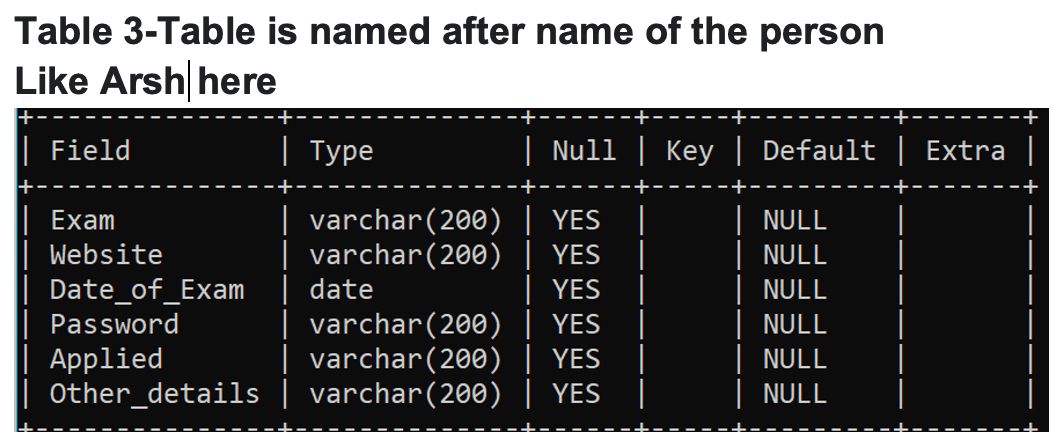 Table 3-Table is named after name of the person
Like Arsh here
+---------------+--------------+------+-----+---------+-------+
| Field         | Type         | Null | Key | Default | Extra |
+---------------+--------------+------+-----+---------+-------+
| Exam          | varchar(200) | YES  |     | NULL    |       |
| Website       | varchar(200) | YES  |     | NULL    |       |
| Date_of_Exam  | date         | YES  |     | NULL    |       |
| Password      | varchar(200) | YES  |     | NULL    |       |
| Applied       | varchar(200) | YES  |     | NULL    |       |
| Other_details | varchar(200) | YES  |     | NULL    |       |
+---------------+--------------+------+-----+---------+-------+